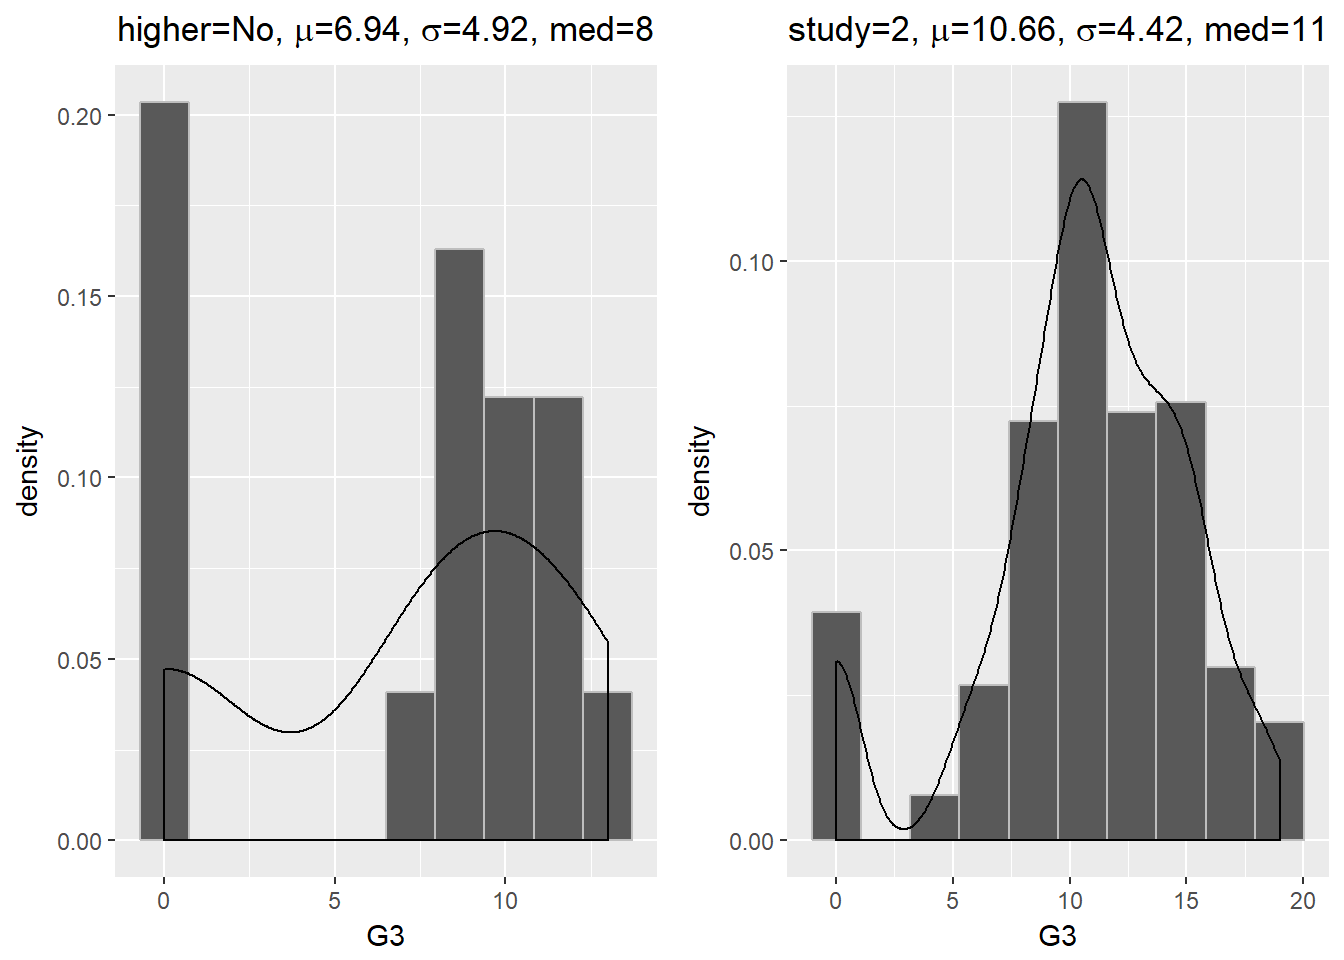 higher=No, μ=6.94, σ=4.92, med=8
0.20
0.15
0.10
0.05
0.00
density
0 5 10
G3
study=2, μ=10.66, σ=4.42, med=11
0.10
0.05
0.00
density
0 5 10 15 20
G3